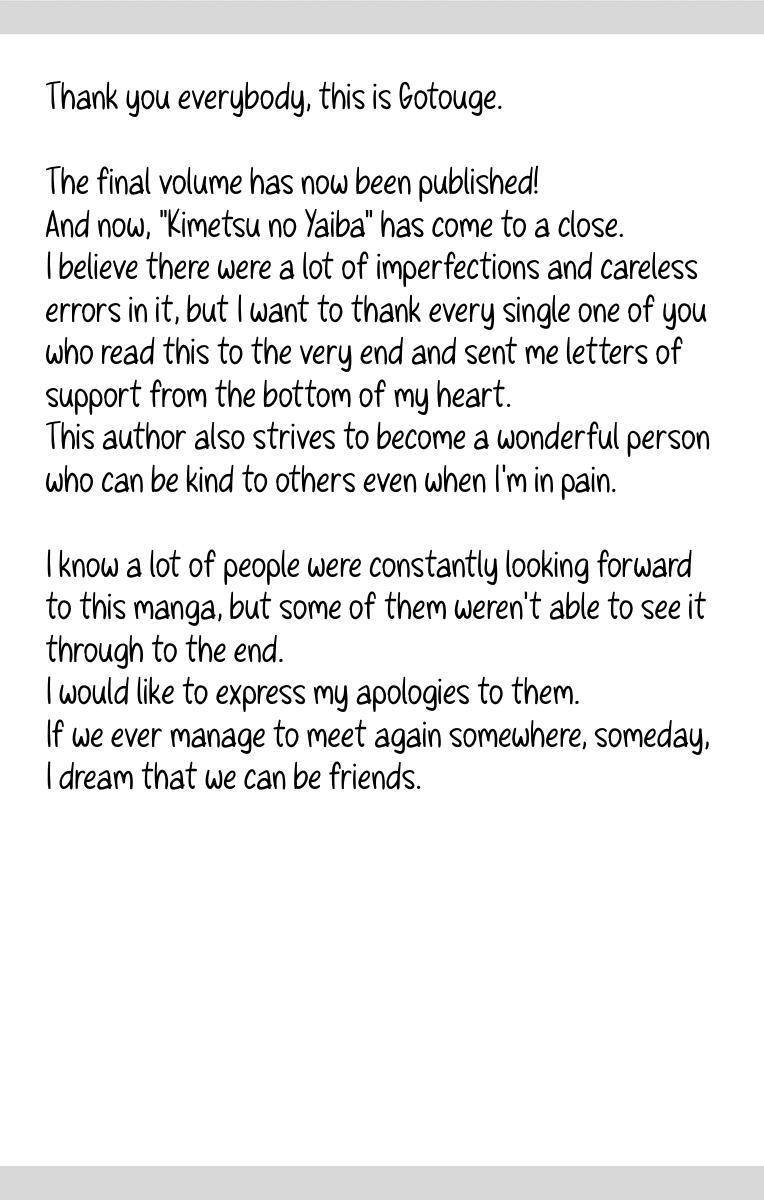 Thank you everybody, this is Gotouge.
The final volume has now been published!
And now, "Kimetsu no Yaiba" has come to a close.
I believe there were a lot of imperfections and careless
errors in it, but I want to thank every single one of you
who read this to the very end and sent me letters of
support from the bottom of my heart.
This author also strives to become a wonderful person
who can be kind to others even when I'm in pain.
I know a lot of people were constantly looking forward
to this manga, but some of them weren't able to see it
through to the end.
I would like to express my apologies to them.
If we ever manage to meet again somewhere, someday,
I dream that we can be friends.